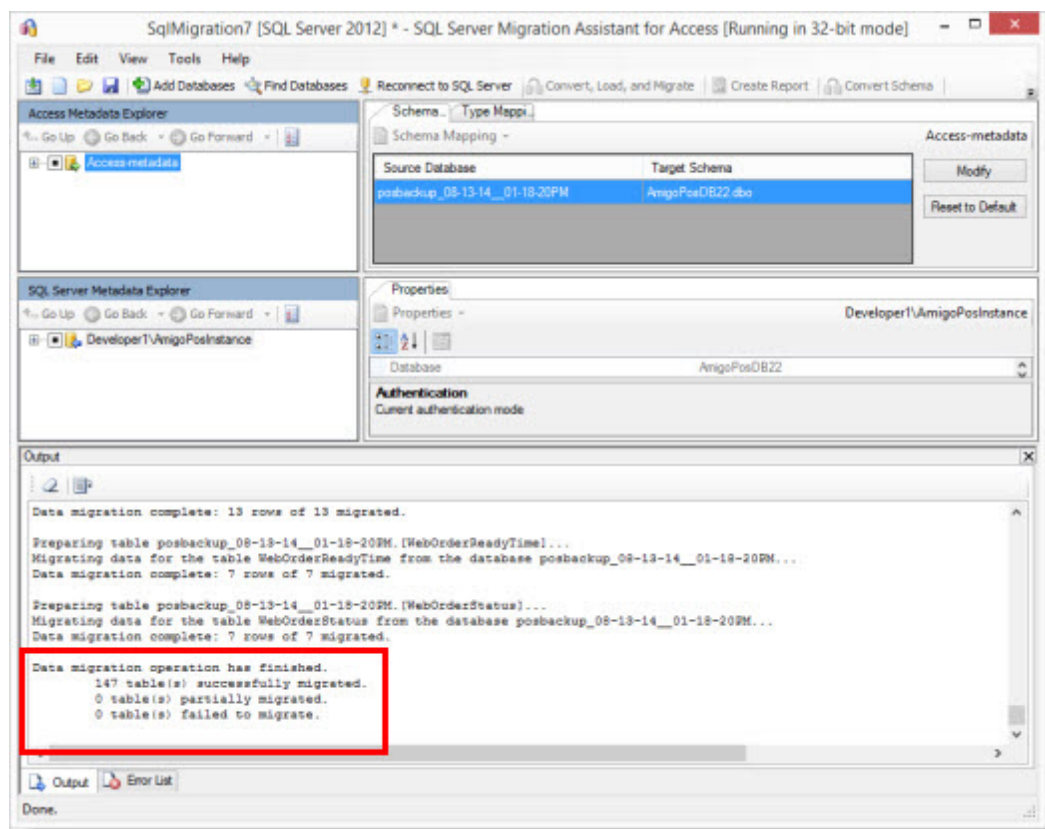 SqlMigration7 [SQL Server 2012] * - SQL Server Migration Assistant for Access [Running in 32-bit mode]
File Edit View Tools Help
Add Databases Find Databases Reconnect to SQL Server Convert, Load, and Migrate Create Report Convert Schema
Access Metadata Explorer
Go Up Go Back Go Forward
Access-metadata
Schema.. Type Mappi..
Schema Mapping
Access-metadata
Source Database Target Schema
posbackup_08-13-14__01-18-20PM AmigoPosDB22.dbo
Modify
Reset to Default
SQL Server Metadata Explorer
Go Up Go Back Go Forward
Developer1\AmigoPosInstance
Properties
Properties
Developer1\AmigoPosInstance
Database AmigoPosDB22
Authentication
Current authentication mode
Output
Data migration complete: 13 rows of 13 migrated.
Preparing table posbackup_08-13-14__01-18-20PM.[WebOrderReadyTime]...
Migrating data for the table WebOrderReadyTime from the database posbackup_08-13-14__01-18-20PM...
Data migration complete: 7 rows of 7 migrated.
Preparing table posbackup_08-13-14__01-18-20PM.[WebOrderStatus]...
Migrating data for the table WebOrderStatus from the database posbackup_08-13-14__01-18-20PM...
Data migration complete: 7 rows of 7 migrated.
Data migration operation has finished.
147 table(s) successfully migrated.
0 table(s) partially migrated.
0 table(s) failed to migrate.
Output Error List
Done.